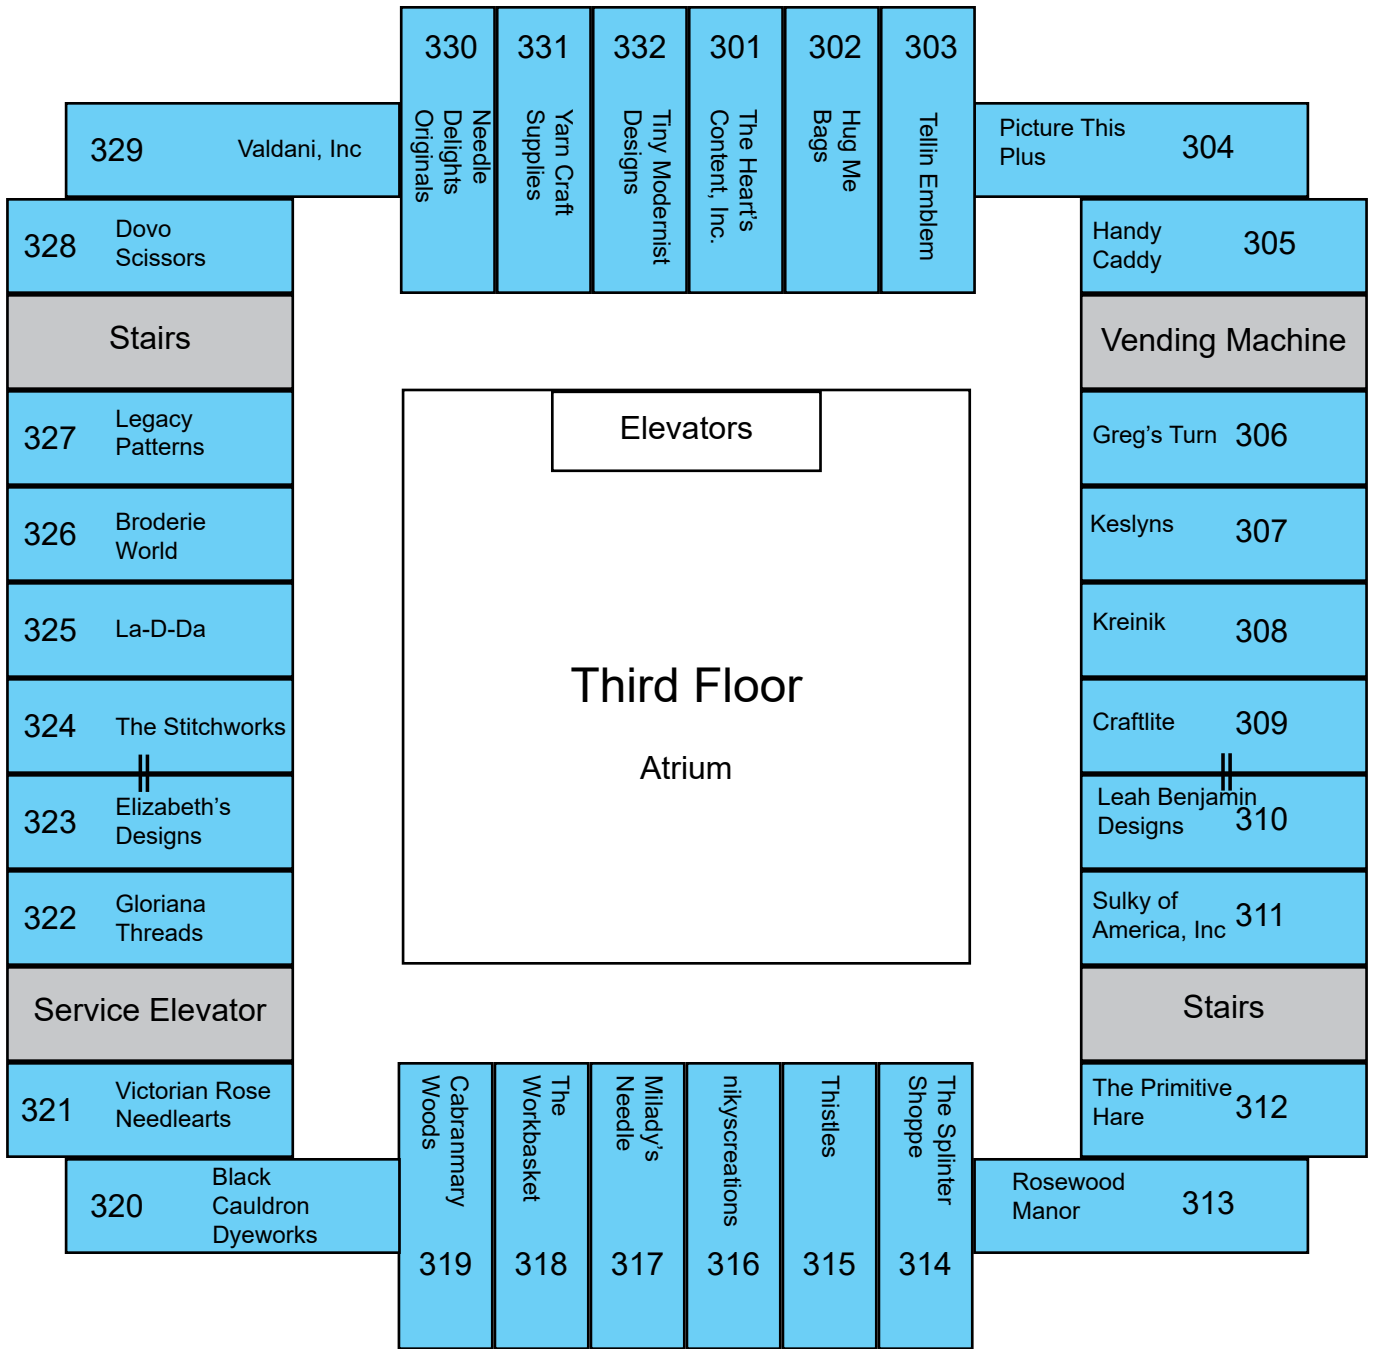 330
Needle
Delights
Originals
331
Yarn Craft
Supplies
332
Tiny Modernist
Designs
301
The Heart's
Content, Inc.
302
Hug Me
Bags
303
Tellin Emblem
329
Valdani, Inc
Picture This
Plus
304
328
Dovo
Scissors
Handy
Caddy
305
Stairs
Vending Machine
327
Legacy
Patterns
Elevators
Greg's Turn
306
326
Broderie
World
Keslyns
307
325
La-D-Da
Kreinik
308
Third Floor
Atrium
324
The Stitchworks
Craftlite
309
323
Elizabeth's
Designs
Leah Benjamin
Designs
310
322
Gloriana
Threads
Sulky of
America, Inc
311
Service Elevator
Stairs
321
Victorian Rose
Needlearts
The Primitive
Hare
312
320
Black
Cauldron
Dyeworks
Cabranmary
Woods
319
The
Workbasket
318
Milady's
Needle
317
nikyscreations
316
Thistles
315
The Splinter
Shoppe
314
Rosewood
Manor
313